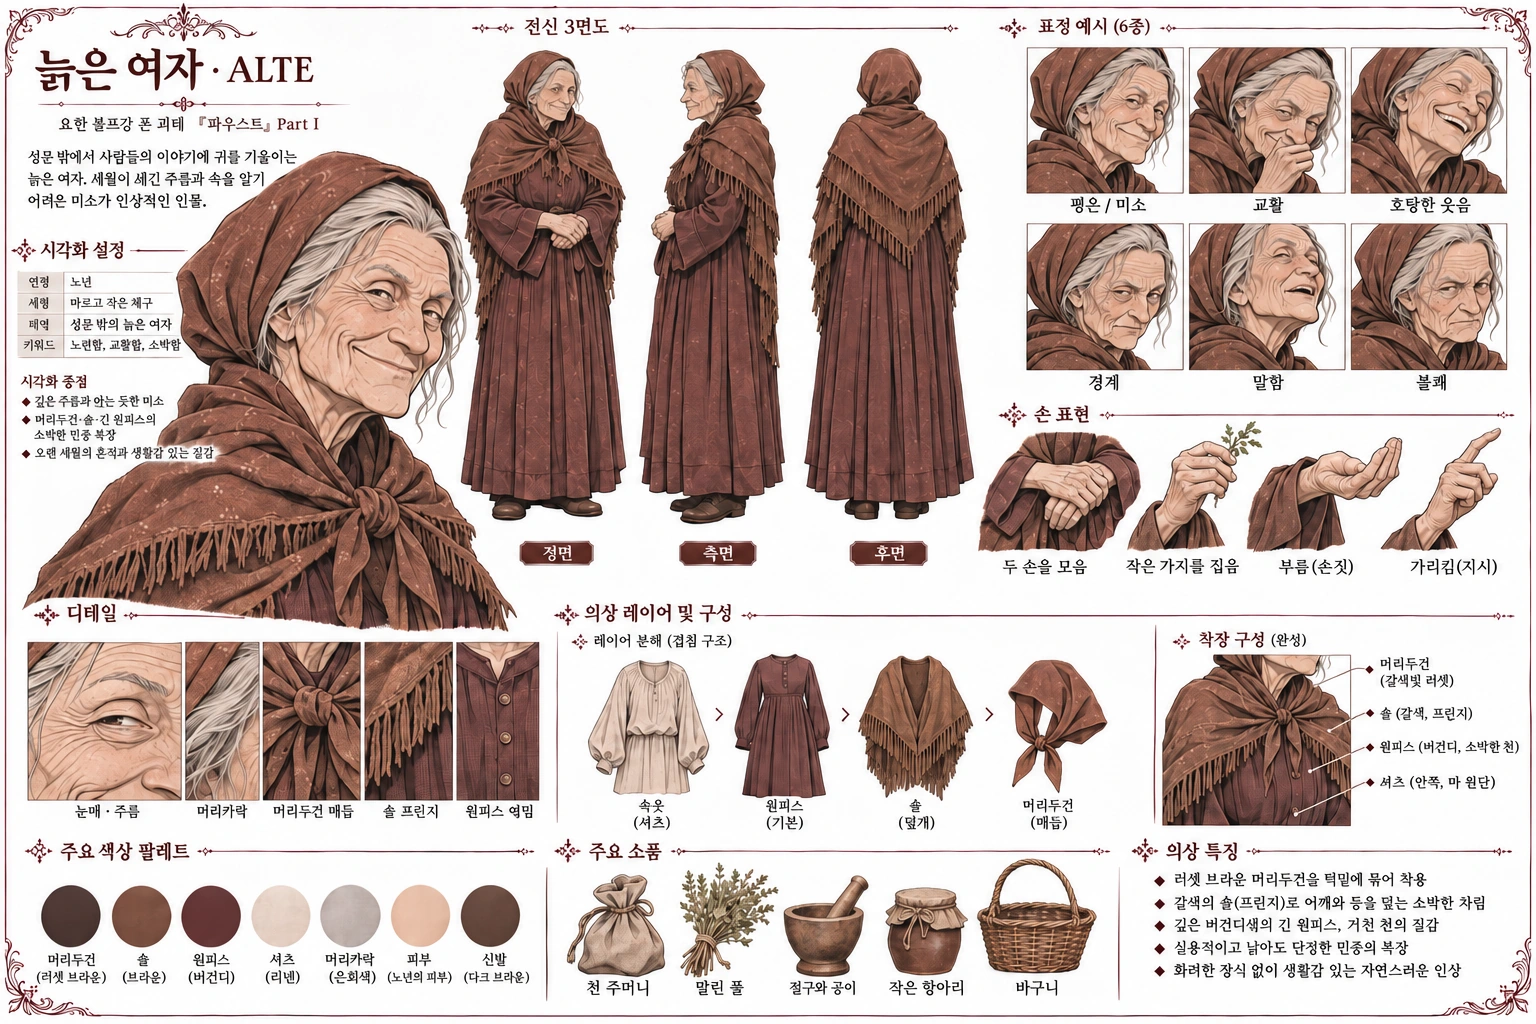 늙은 여자 · ALTE
요한 볼프강 폰 괴테 『파우스트』 Part I
성문 밖에서 사람들의 이야기에 귀를 기울이는
늙은 여자. 세월이 새긴 주름과 속을 알기
어려운 미소가 인상적인 인물.
시각화 설정
연령 노년
체형 마르고 작은 체구
배역 성문 밖의 늙은 여자
키워드 노련함, 교활함, 소박함
시각화 중점
깊은 주름과 아는 듯한 미소
머리두건·숄·긴 원피스의
소박한 민중 복장
오랜 세월의 흔적과 생활감 있는 질감
전신 3면도
정면
측면
후면
표정 예시 (6종)
평온 / 미소
교활
호탕한 웃음
경계
말함
불쾌
손 표현
두 손을 모음
작은 가지를 집음
부름 (손짓)
가리킴(지시)
디테일
눈매 · 주름
머리카락
머리두건 매듭
숄 프린지
원피스 여밈
의상 레이어 및 구성
레이어 분해 (겹침 구조)
속옷
(셔츠)
원피스
(기본)
숄
(덮개)
머리두건
(매듭)
착장 구성 (완성)
머리두건
(갈색빛 러셋)
숄 (갈색, 프린지)
원피스 (버건디, 소박한 천)
셔츠 (안쪽, 마 원단)
주요 색상 팔레트
머리두건
(러셋 브라운)
숄
(브라운)
원피스
(버건디)
셔츠
(리넨)
머리카락
(은회색)
피부
(노년의 피부)
신발
(다크 브라운)
주요 소품
천 주머니
말린 풀
절구와 공이
작은 항아리
바구니
의상 특징
러셋 브라운 머리두건을 턱밑에 묶어 착용
갈색의 숄(프린지)로 어깨와 등을 덮는 소박한 차림
깊은 버건디색의 긴 원피스, 거친 천의 질감
실용적이고 낡아도 단정한 민중의 복장
화려한 장식 없이 생활감 있는 자연스러운 인상